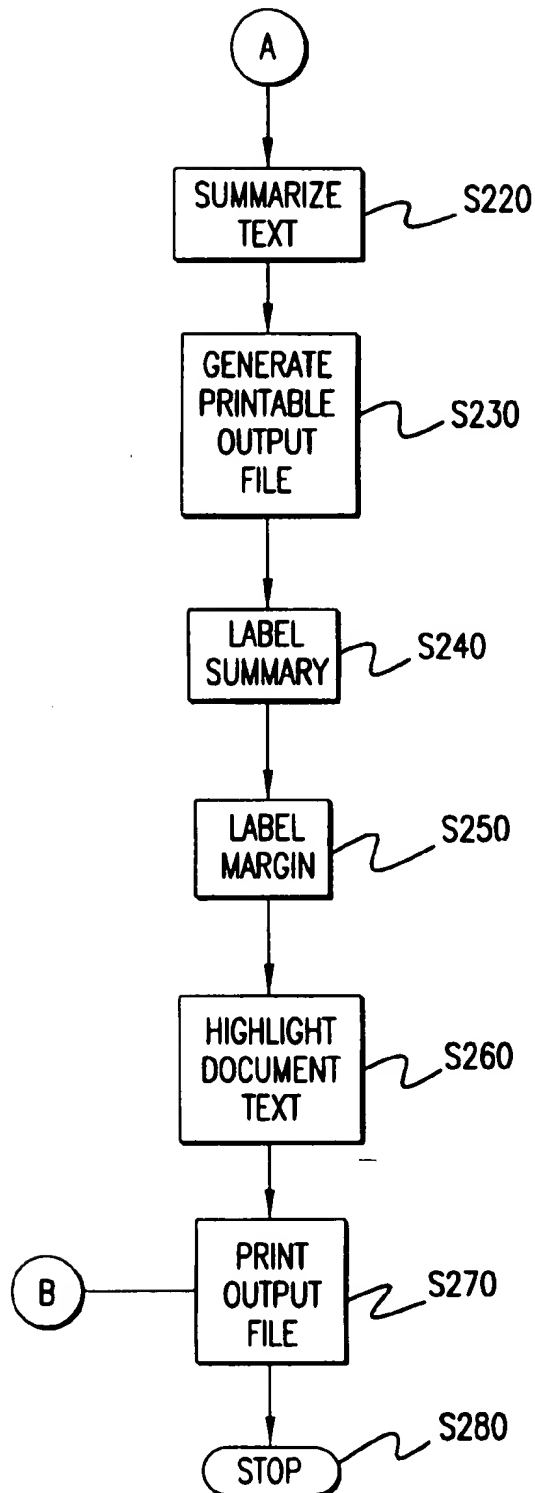 A
SUMMARIZE
TEXT
S220
GENERATE
PRINTABLE
OUTPUT
FILE
S230
LABEL
SUMMARY
S240
LABEL
MARGIN
S250
HIGHLIGHT
DOCUMENT
TEXT
S260
B
PRINT
OUTPUT
FILE
S270
STOP
S280